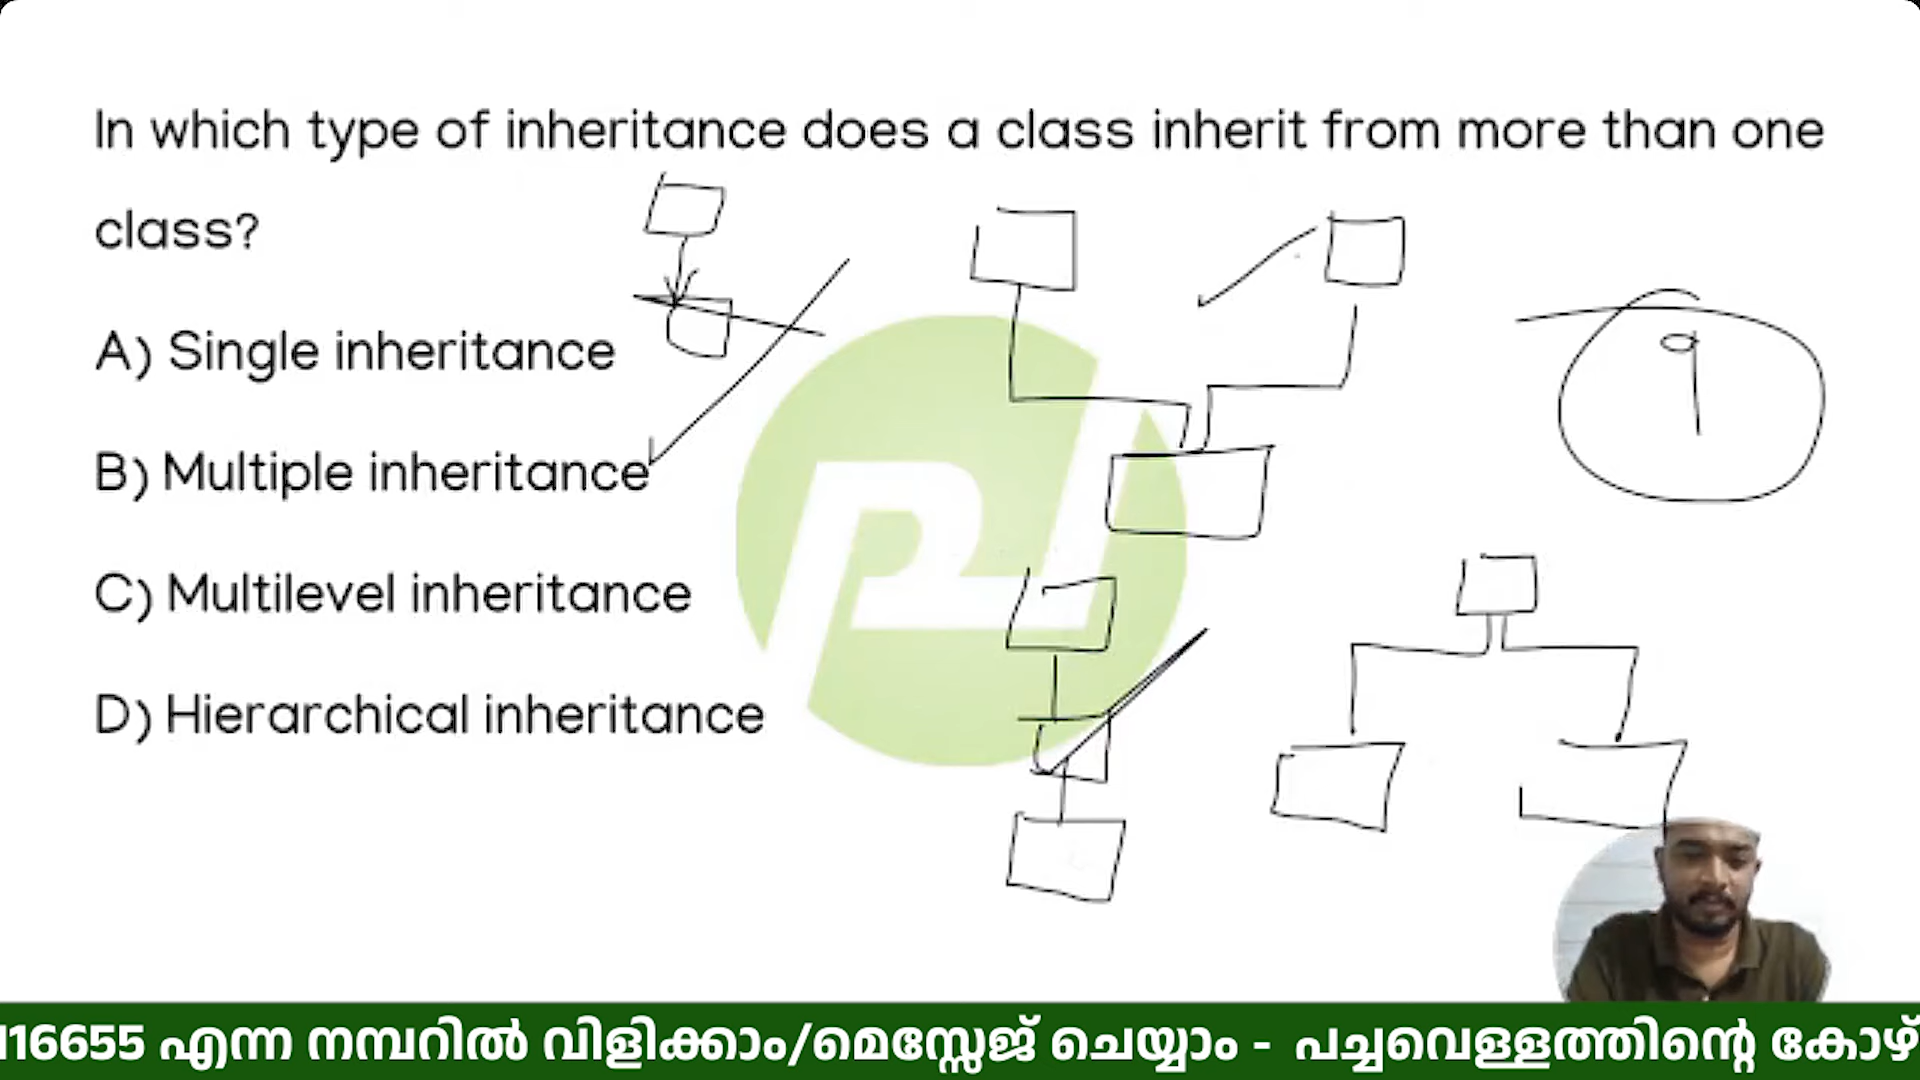 In which type of inheritance does a class inherit from more than one
class?
A) Single inheritance
B) Multiple inheritance
C) Multilevel inheritance
D) Hierarchical inheritance
9
16655 എന്ന നമ്പറിൽ വിളിക്കാം/മെസ്സേജ് ചെയ്യാം - പച്ചവെള്ളത്തിന്റെ കോഴ്